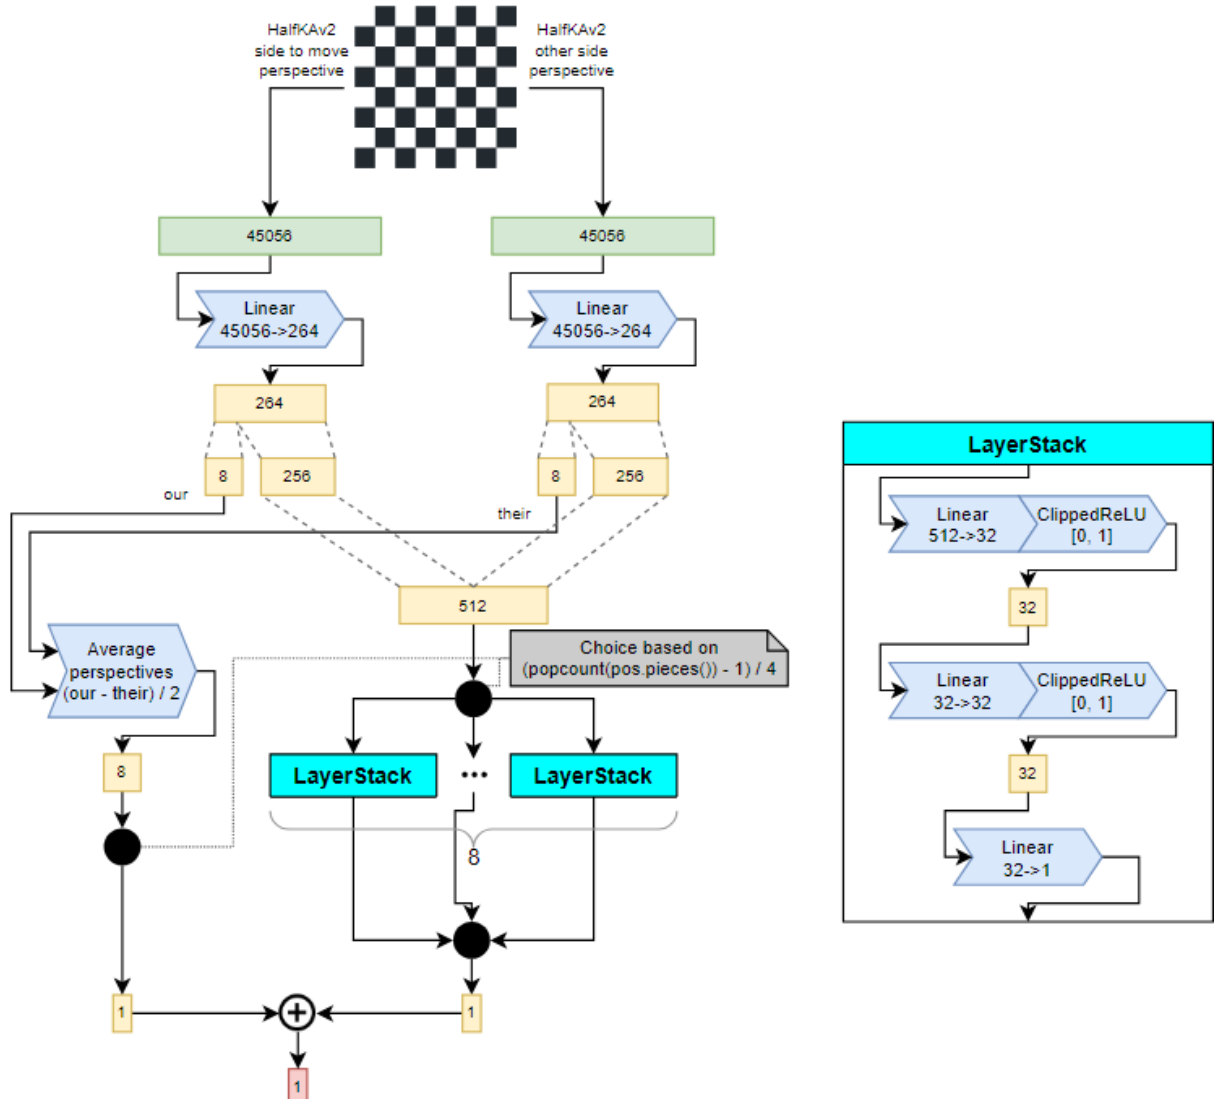 HalfKAv2
side to move
perspective
HalfKAv2
other side
perspective
45056
45056
Linear
45056->264
Linear
45056->264
264
264
8
256
8
256
our
their
512
Choice based on
(popcount(pos.pieces()) - 1) / 4
Average
perspectives
(our - their) / 2
8
LayerStack
...
LayerStack
8
1
1
1
LayerStack
Linear
512->32
ClippedReLU
[0, 1]
32
Linear
32->32
ClippedReLU
[0, 1]
32
Linear
32->1